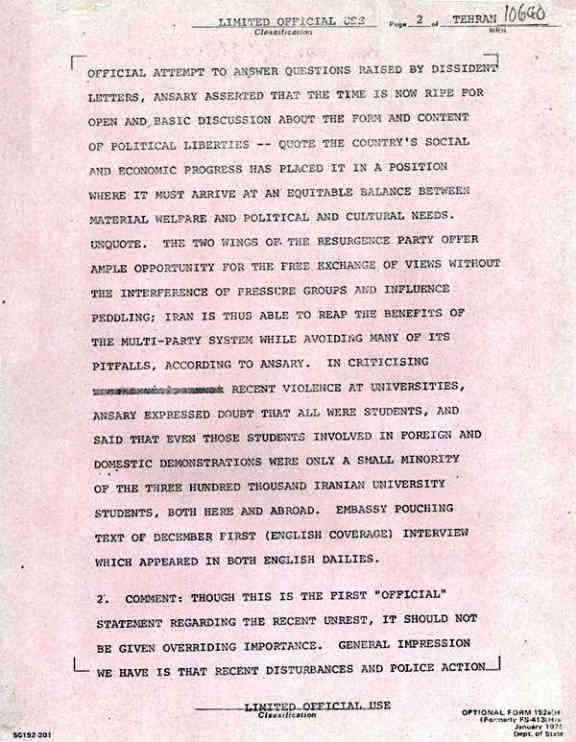 LIMITED OFFICIAL USE Page 2 of TEHRAN 10640
Classification MRN
OFFICIAL ATTEMPT TO ANSWER QUESTIONS RAISED BY DISSIDENT
LETTERS, ANSARY ASSERTED THAT THE TIME IS NOW RIPE FOR
OPEN AND BASIC DISCUSSION ABOUT THE FORM AND CONTENT
OF POLITICAL LIBERTIES -- QUOTE THE COUNTRY'S SOCIAL
AND ECONOMIC PROGRESS HAS PLACED IT IN A POSITION
WHERE IT MUST ARRIVE AT AN EQUITABLE BALANCE BETWEEN
MATERIAL WELFARE AND POLITICAL AND CULTURAL NEEDS.
UNQUOTE. THE TWO WINGS OF THE RESURGENCE PARTY OFFER
AMPLE OPPORTUNITY FOR THE FREE EXCHANGE OF VIEWS WITHOUT
THE INTERFERENCE OF PRESSURE GROUPS AND INFLUENCE
PEDDLING; IRAN IS THUS ABLE TO REAP THE BENEFITS OF
THE MULTI-PARTY SYSTEM WHILE AVOIDING MANY OF ITS
PITFALLS, ACCORDING TO ANSARY. IN CRITICISING
RECENT VIOLENCE AT UNIVERSITIES,
ANSARY EXPRESSED DOUBT THAT ALL WERE STUDENTS, AND
SAID THAT EVEN THOSE STUDENTS INVOLVED IN FOREIGN AND
DOMESTIC DEMONSTRATIONS WERE ONLY A SMALL MINORITY
OF THE THREE HUNDRED THOUSAND IRANIAN UNIVERSITY
STUDENTS, BOTH HERE AND ABROAD. EMBASSY POUCHING
TEXT OF DECEMBER FIRST (ENGLISH COVERAGE) INTERVIEW
WHICH APPEARED IN BOTH ENGLISH DAILIES.
2. COMMENT: THOUGH THIS IS THE FIRST "OFFICIAL"
STATEMENT REGARDING THE RECENT UNREST, IT SHOULD NOT
BE GIVEN OVERRIDING IMPORTANCE. GENERAL IMPRESSION
WE HAVE IS THAT RECENT DISTURBANCES AND POLICE ACTION
LIMITED OFFICIAL USE
Classification
OPTIONAL FORM 152a(H)
(Formerly FS-413(H)a)
January 1975
Dept. of State
50152-201